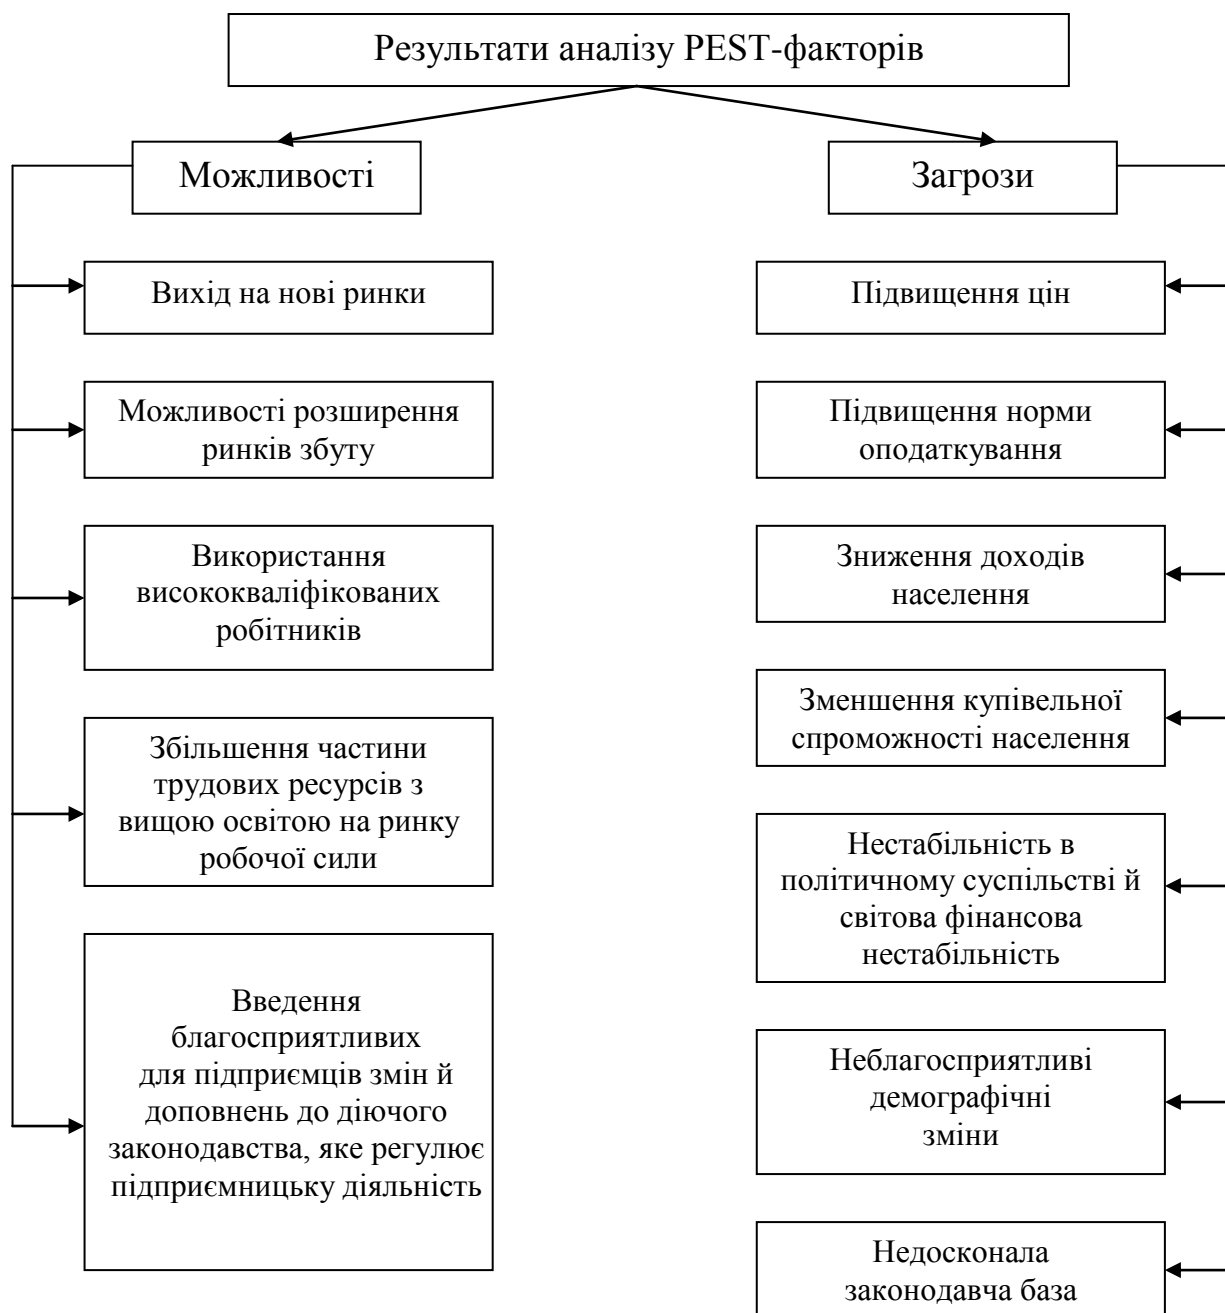 Результати аналізу PEST-факторів
Можливості
Загрози
Вихід на нові ринки
Можливості розширення
ринків збуту
Використання
висококваліфікованих
робітників
Збільшення частини
трудових ресурсів з
вищою освітою на ринку
робочої сили
Введення
благосприятливих
для підприємців змін й
доповнень до діючого
законодавства, яке регулює
підприємницьку діяльність
Підвищення цін
Підвищення норми
оподаткування
Зниження доходів
населення
Зменшення купівельної
спроможності населення
Нестабільність в
політичному суспільстві й
світова фінансова
нестабільність
Неблагосприятливі
демографічні
зміни
Недосконала
законодавча база